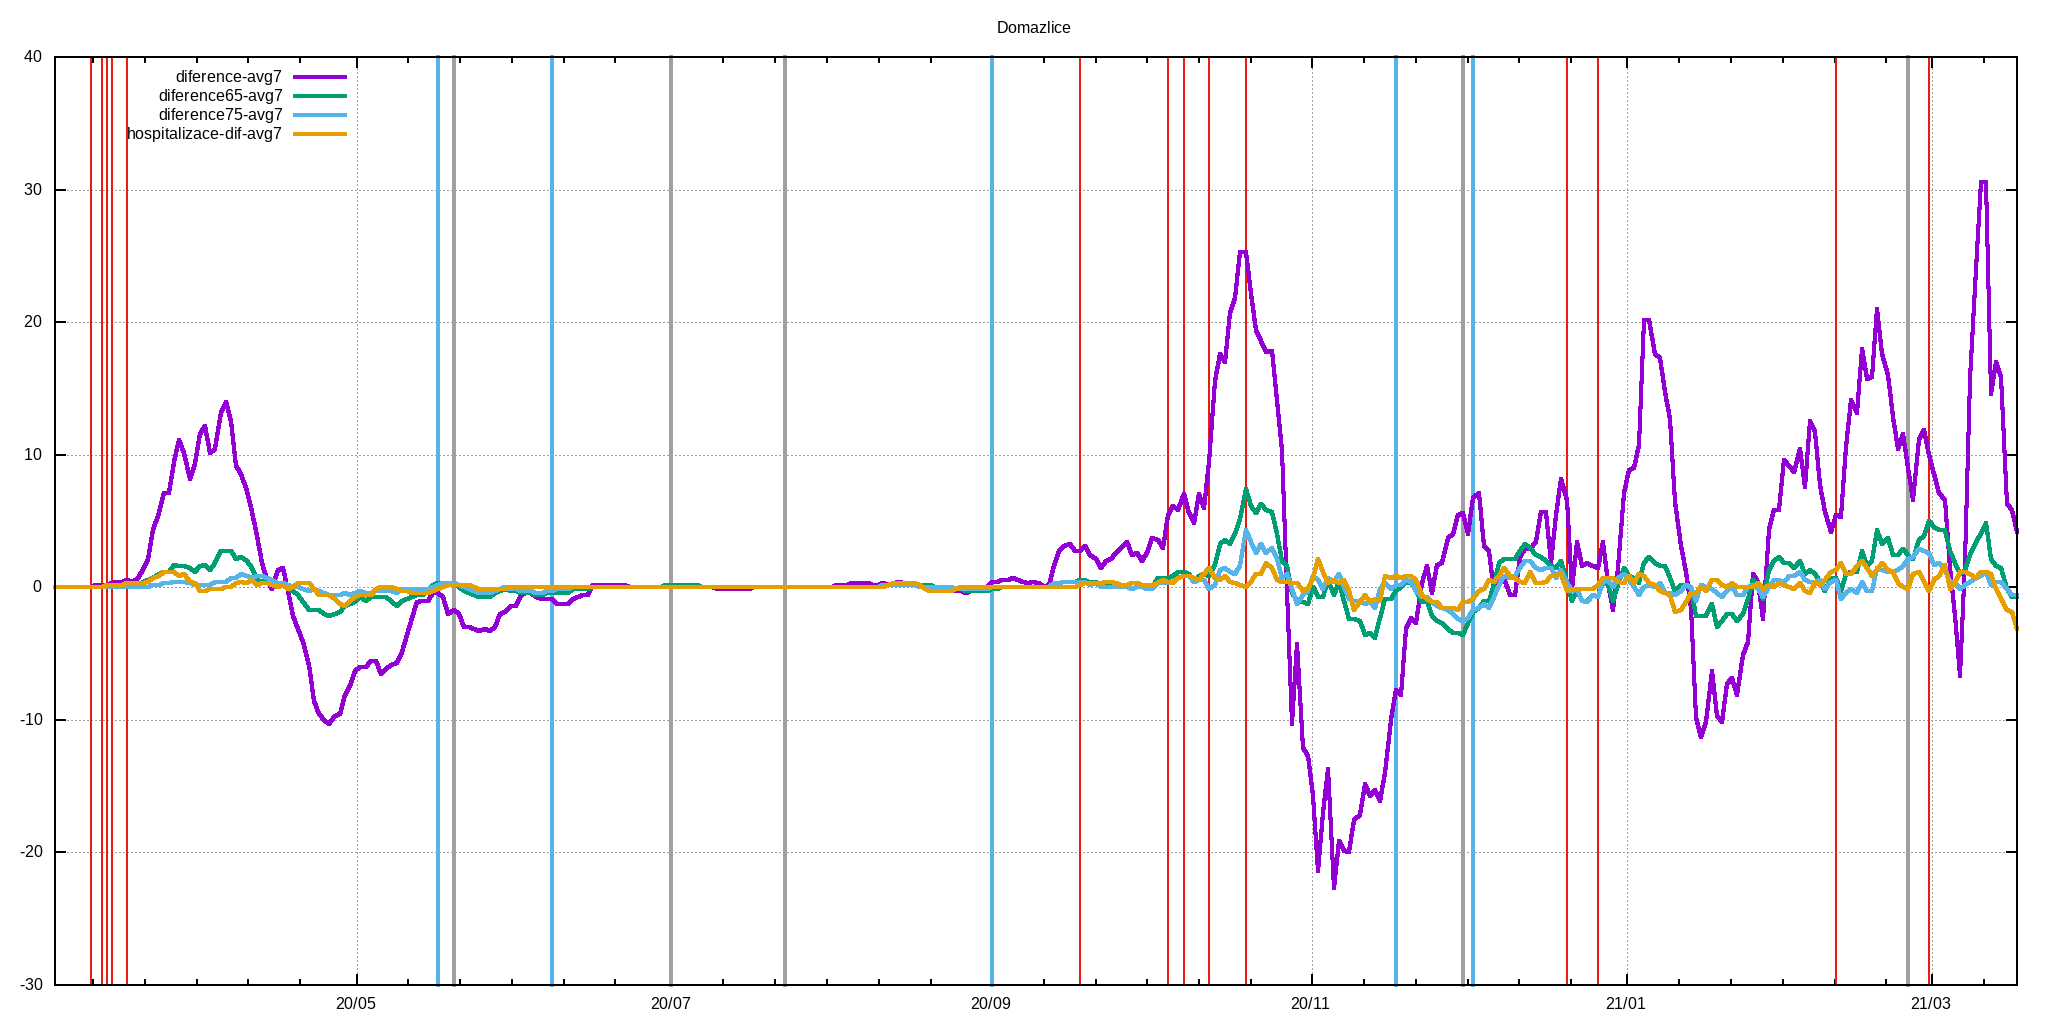 Domazlice
40
diference-avg7
diference65-avg7
diference75-avg7
hospitalizace-dif-avg7
30
20
10
0
-10
-20
-30
20/05 20/07 20/09 20/11 21/01 21/03